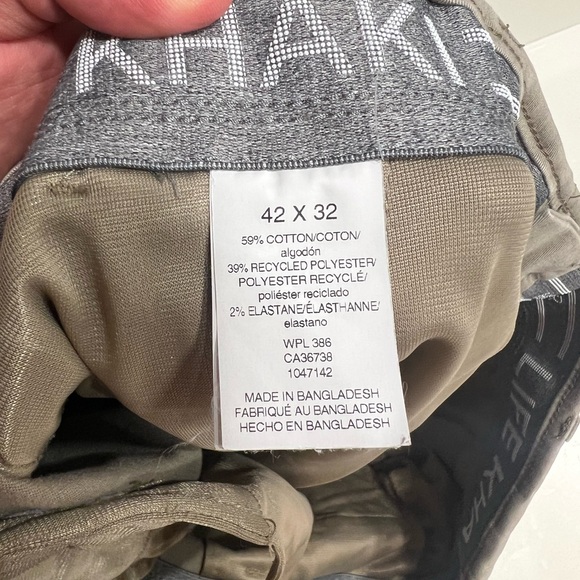 KHAKI
42 X 32
59% COTTON/COTON/
algodón
39% RECYCLED POLYESTER/
POLYESTER RECYCLÉ/
poliéster reciclado
2% ELASTANE/ÉLASTHANNE/
elastano
WPL 386
CA36738
1047142
MADE IN BANGLADESH
FABRIQUÉ AU BANGLADESH
HECHO EN BANGLADESH
LIFE KHA